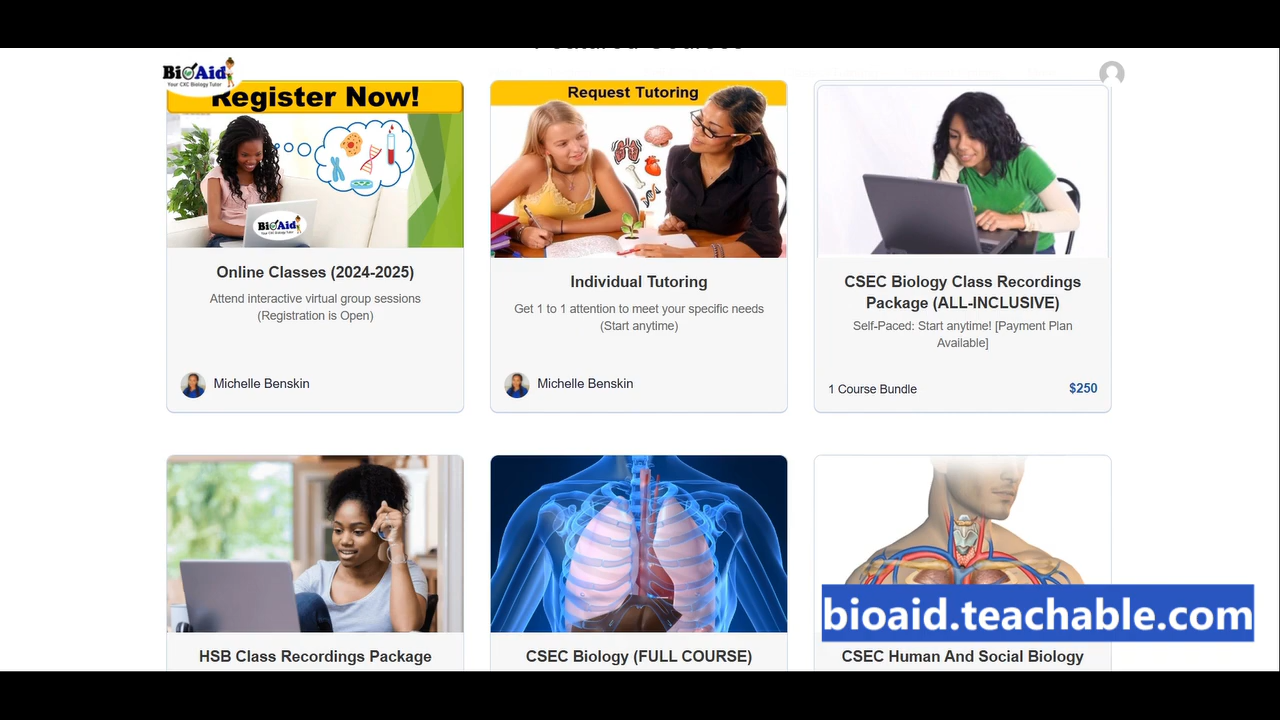 BioAid
Your CXC Biology Tutor
Register Now!
BioAid
Your CXC Biology Tutor
Online Classes (2024-2025)
Attend interactive virtual group sessions
(Registration is Open)
Michelle Benskin
Request Tutoring
Individual Tutoring
Get 1 to 1 attention to meet your specific needs
(Start anytime)
Michelle Benskin
CSEC Biology Class Recordings
Package (ALL-INCLUSIVE)
Self-Paced: Start anytime! [Payment Plan
Available]
1 Course Bundle
$250
HSB Class Recordings Package
CSEC Biology (FULL COURSE)
CSEC Human And Social Biology
bioaid.teachable.com